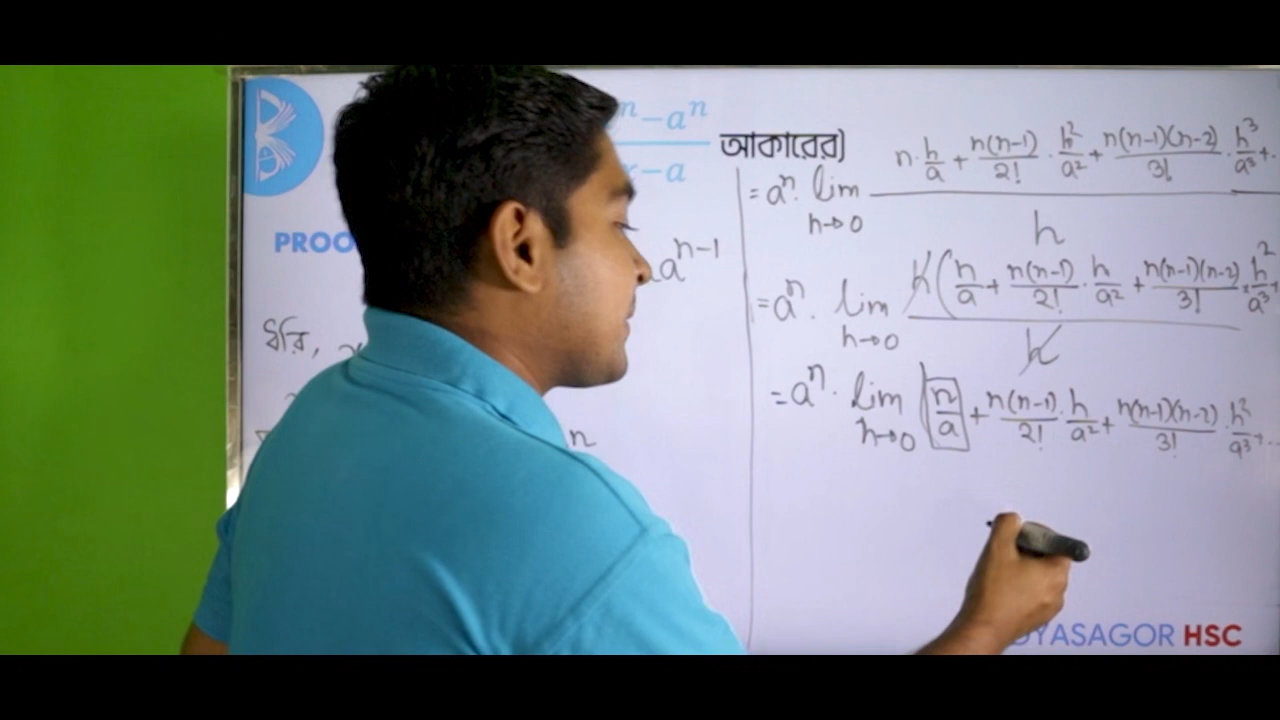 ⁿ − aⁿ
x − a
আকারের)
PROO
aⁿ⁻¹
ধরি,
n
= aⁿ. lim h→0 (n · h/a + n(n-1)/2! · h²/a² + n(n-1)(n-2)/3! · h³/a³ + ..) / h
= aⁿ. lim h→0 h(n/a + n(n-1)/2! · h/a² + n(n-1)(n-2)/3! · h²/a³ + / h
= aⁿ. lim h→0 (n/a + n(n-1)/2! · h/a² + n(n-1)(n-2)/3! · h²/a³ + ..
DYASAGOR HSC